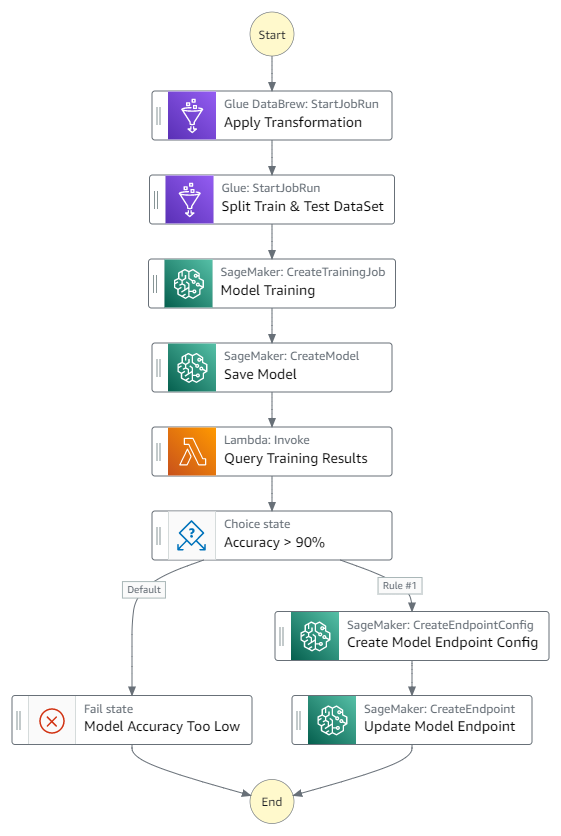 Start
Glue DataBrew: StartJobRun
Apply Transformation
Glue: StartJobRun
Split Train & Test DataSet
SageMaker: CreateTrainingJob
Model Training
SageMaker: CreateModel
Save Model
Lambda: Invoke
Query Training Results
Choice state
Accuracy > 90%
Default
Rule #1
SageMaker: CreateEndpointConfig
Create Model Endpoint Config
Fail state
Model Accuracy Too Low
SageMaker: CreateEndpoint
Update Model Endpoint
End